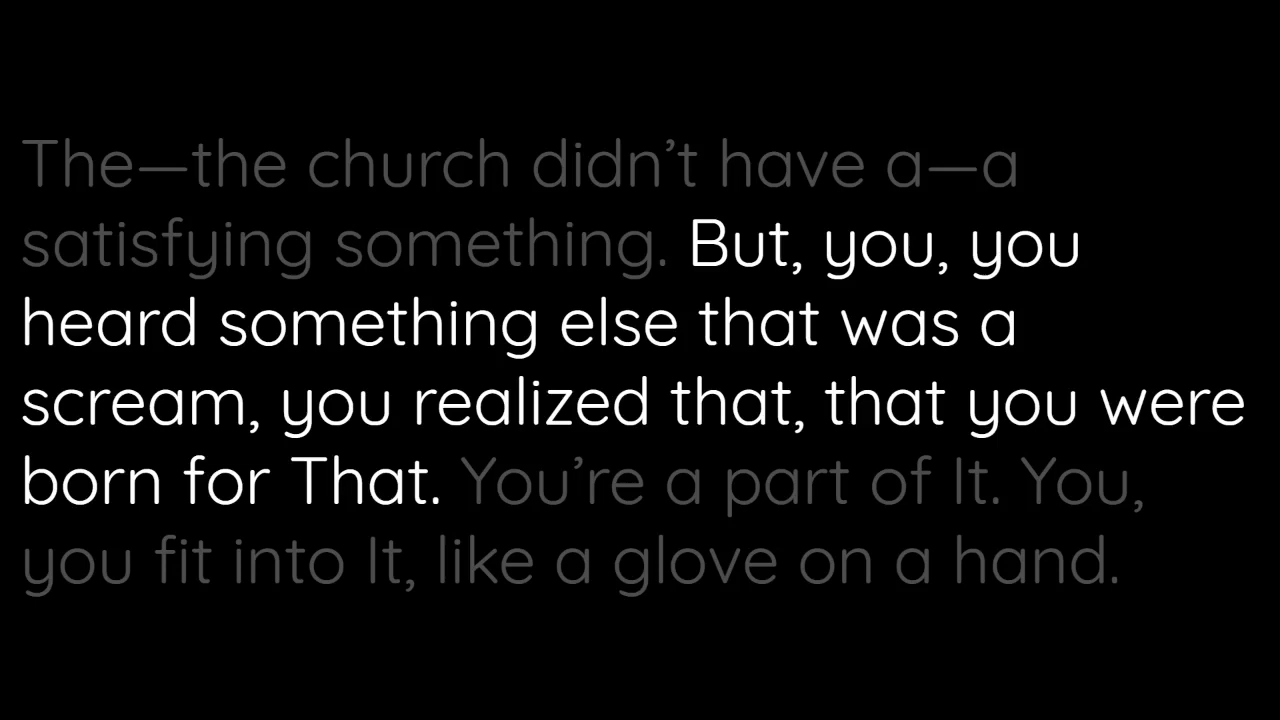 The—the church didn’t have a—a
satisfying something. But, you, you
heard something else that was a
scream, you realized that, that you were
born for That. You’re a part of It. You,
you fit into It, like a glove on a hand.